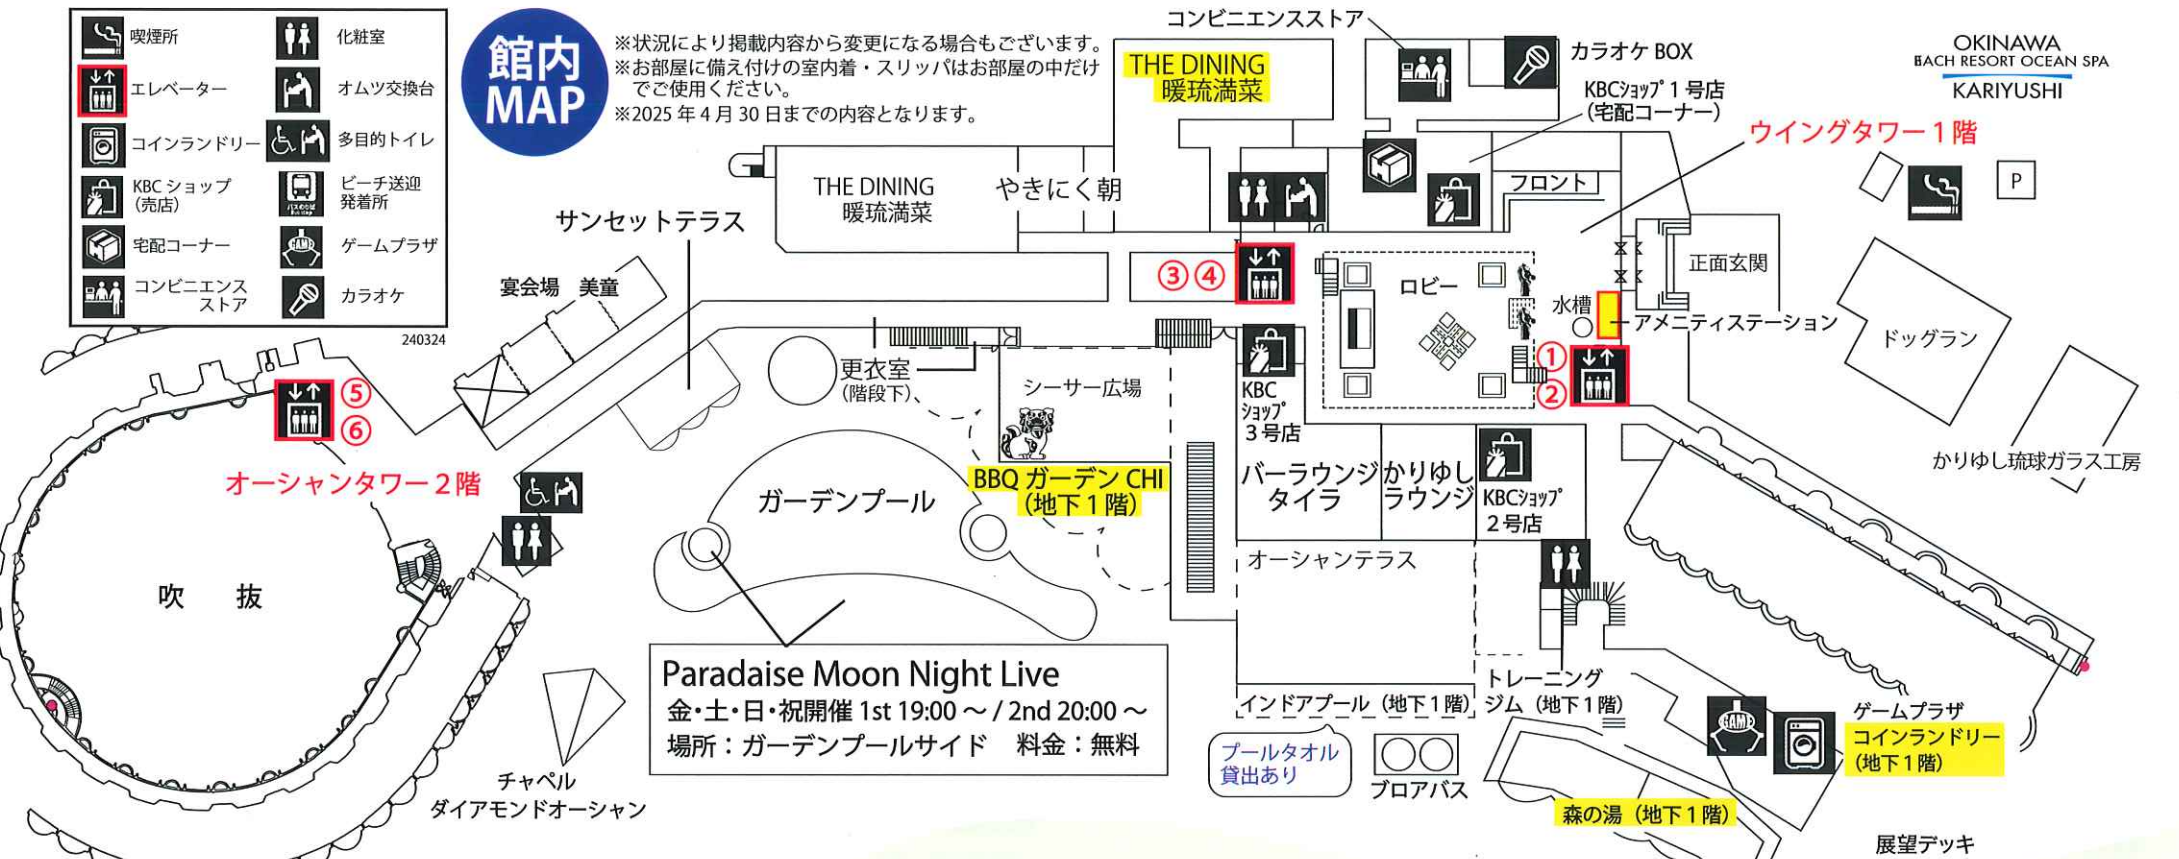 喫煙所
化粧室
エレベーター
オムツ交換台
コインランドリー
多目的トイレ
KBC ショップ
(売店)
ビーチ送迎
発着所
バスのりば
宅配コーナー
GAME
ゲームプラザ
コンビニエンス
ストア
カラオケ
240324
館内
MAP
※状況により掲載内容から変更になる場合もございます。
※お部屋に備え付けの室内着・スリッパはお部屋の中だけ
でご使用ください。
※2025 年 4 月 30 日までの内容となります。
コンビニエンスストア
THE DINING
暖琉満菜
カラオケ BOX
KBCショップ 1 号店
(宅配コーナー)
OKINAWA
EACH RESORT OCEAN SPA
KARIYUSHI
ウイングタワー 1 階
P
THE DINING
暖琉満菜
やきにく朝
フロント
サンセットテラス
宴会場 美童
③ ④
ロビー
水槽
正面玄関
アメニティステーション
ドッグラン
①
②
更衣室
(階段下)
シーサー広場
KBC
ショップ
3 号店
⑤
⑥
オーシャンタワー 2 階
かりゆし琉球ガラス工房
BBQ ガーデン CHI
(地下 1 階)
ガーデンプール
バーラウンジ
タイラ
かりゆし
ラウンジ
KBCショップ
2 号店
オーシャンテラス
吹 抜
Paradaise Moon Night Live
金・土・日・祝開催 1st 19:00 ～ / 2nd 20:00 ～
場所：ガーデンプールサイド 料金：無料
インドアプール (地下 1 階)
トレーニング
ジム (地下 1 階)
プールタオル
貸出あり
ブロアバス
GAME
ゲームプラザ
コインランドリー
(地下 1 階)
チャペル
ダイアモンドオーシャン
森の湯 (地下 1 階)
展望デッキ